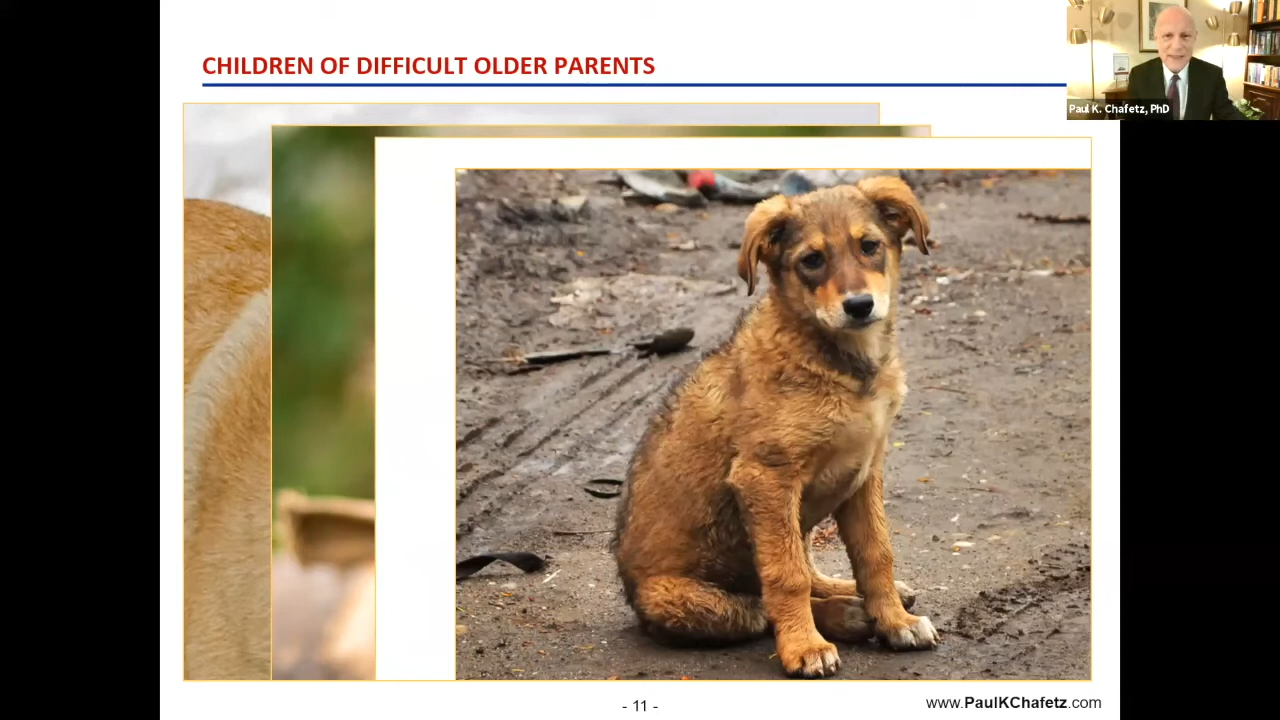 CHILDREN OF DIFFICULT OLDER PARENTS
Paul K. Chafetz, PhD
- 11 -
www.PaulKChafetz.com